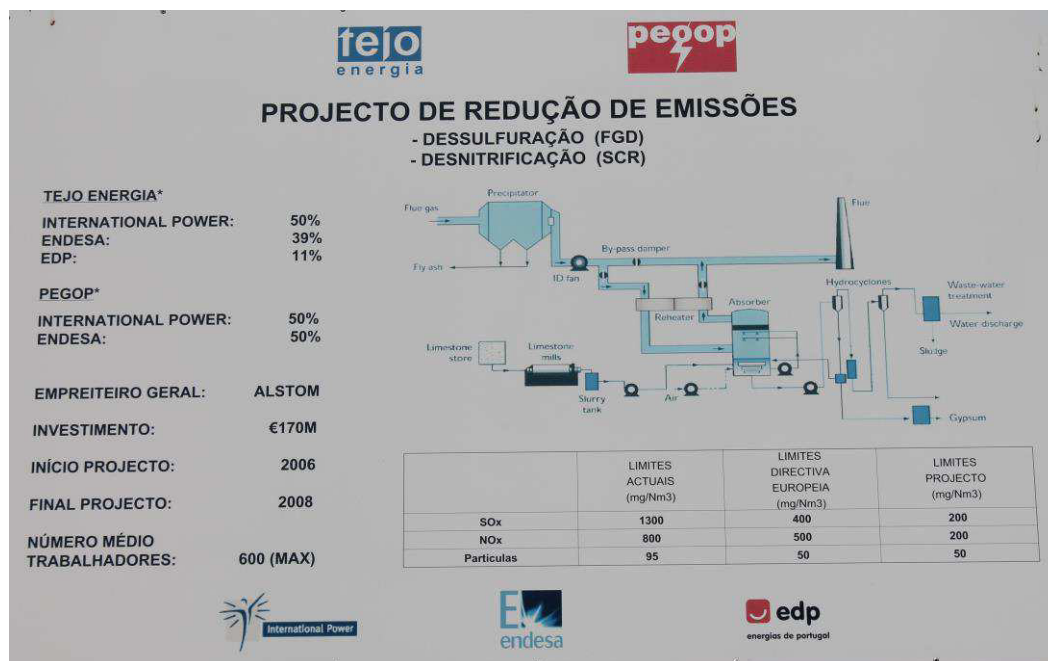 tejo
energia
pegop
PROJECTO DE REDUÇÃO DE EMISSÕES
- DESSULFURAÇÃO (FGD)
- DESNITRIFICAÇÃO (SCR)
TEJO ENERGIA*
INTERNATIONAL POWER: 50%
ENDESA: 39%
EDP: 11%
PEGOP*
INTERNATIONAL POWER: 50%
ENDESA: 50%
EMPREITEIRO GERAL: ALSTOM
INVESTIMENTO: €170M
INÍCIO PROJECTO: 2006
FINAL PROJECTO: 2008
NÚMERO MÉDIO
TRABALHADORES: 600 (MAX)
Precipitator
Flue gas
Flue
By-pass damper
Fly ash
ID fan
Hydrocyclones
Waste-water
treatment
Reheater
Absorber
Water discharge
Limestone
store
Limestone
mills
Sludge
Slurry
tank
Air
Gypsum
LIMITES
ACTUAIS
(mg/Nm3)
LIMITES
DIRECTIVA
EUROPEIA
(mg/Nm3)
LIMITES
PROJECTO
(mg/Nm3)
SOx 1300 400 200
NOx 800 500 200
Particulas 95 50 50
International Power
E
endesa
edp
energias de portugal